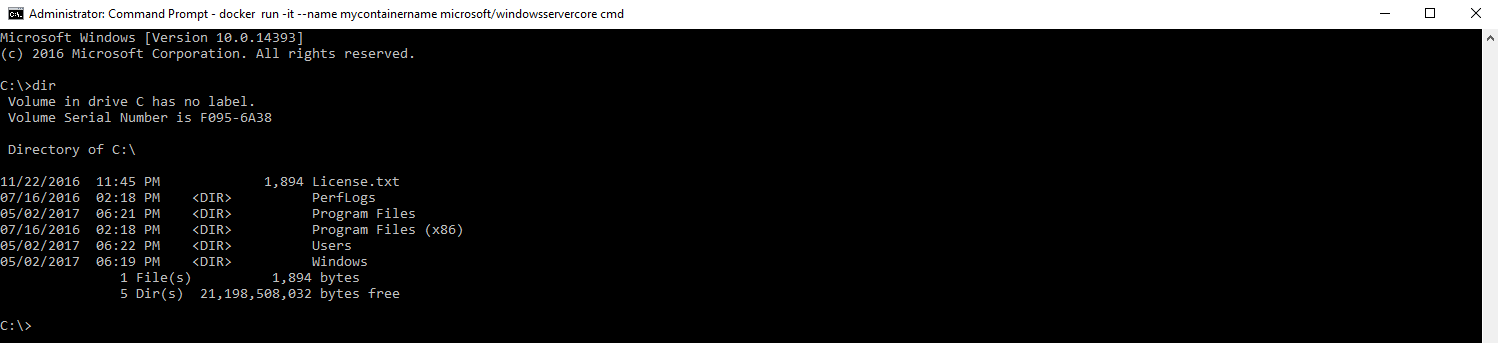 Administrator: Command Prompt - docker  run -it --name mycontainername microsoft/windowsservercore cmd
Microsoft Windows [Version 10.0.14393]
(c) 2016 Microsoft Corporation. All rights reserved.

C:\>dir
 Volume in drive C has no label.
 Volume Serial Number is F095-6A38

 Directory of C:\

11/22/2016  11:45 PM             1,894 License.txt
07/16/2016  02:18 PM    <DIR>          PerfLogs
05/02/2017  06:21 PM    <DIR>          Program Files
07/16/2016  02:18 PM    <DIR>          Program Files (x86)
05/02/2017  06:22 PM    <DIR>          Users
05/02/2017  06:19 PM    <DIR>          Windows
               1 File(s)          1,894 bytes
               5 Dir(s)  21,198,508,032 bytes free

C:\>